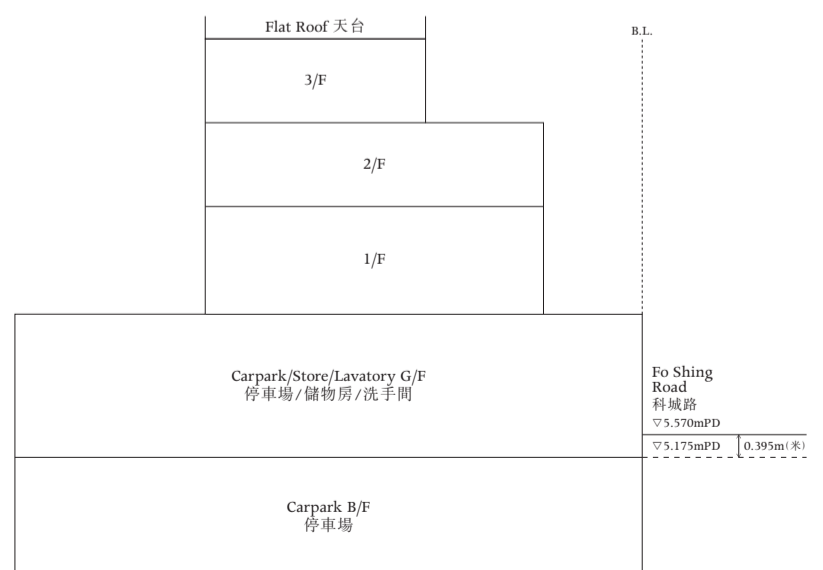 Flat Roof 天台
B.L.
3/F
2/F
1/F
Carpark/Store/Lavatory G/F
停車場/儲物房/洗手間
Fo Shing
Road
科城路
▽5.570mPD
▽5.175mPD
0.395m(米)
Carpark B/F
停車場